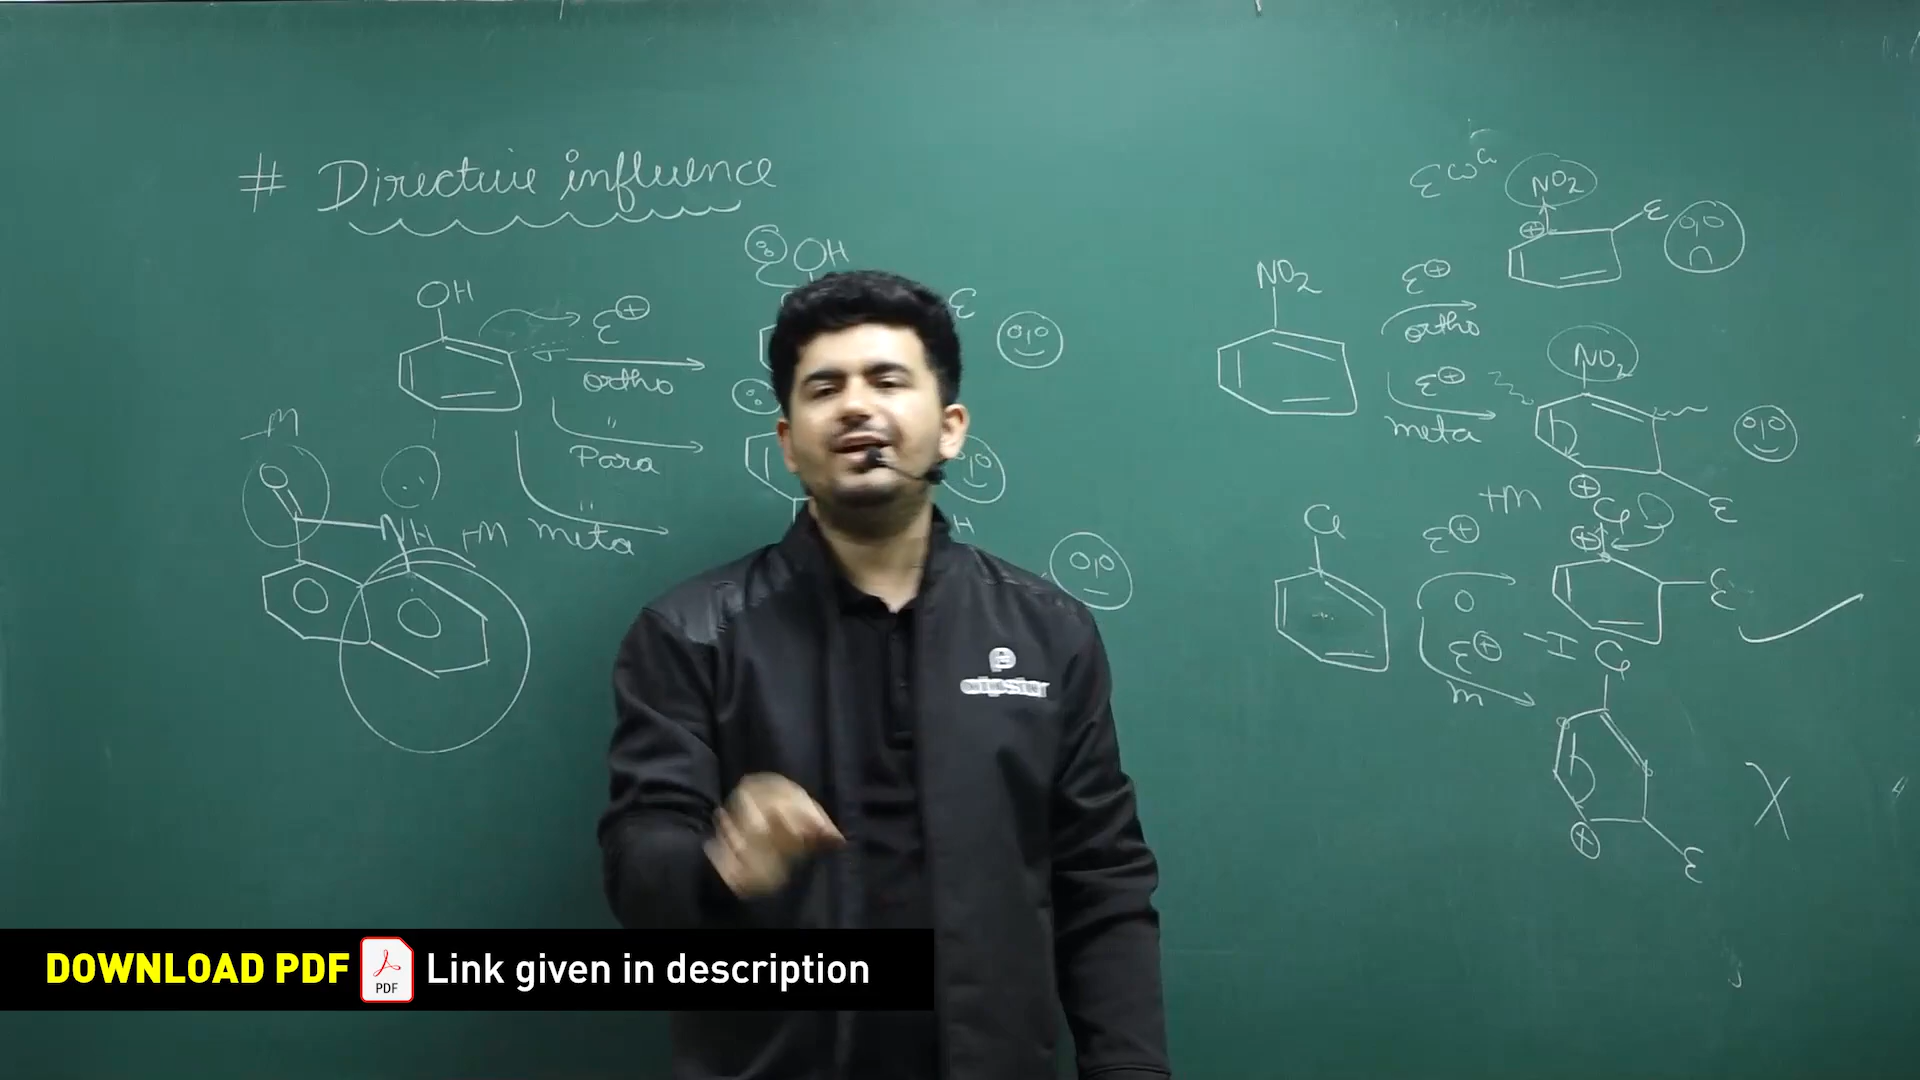 # Directive influence
OH
ε⊕
ortho
"
Para
"
meta
OH
ε
H
-M
O
NH
+M
NO2
ε⊕
ortho
ε⊕
meta
NO2
⊕
ε
NO2
⊕
ε
Cl
ε⊕
+M
O
ε⊕
-I
m
Cl
⊕
ε
Cl
⊕
ε
X
DOWNLOAD PDF
PDF
Link given in description